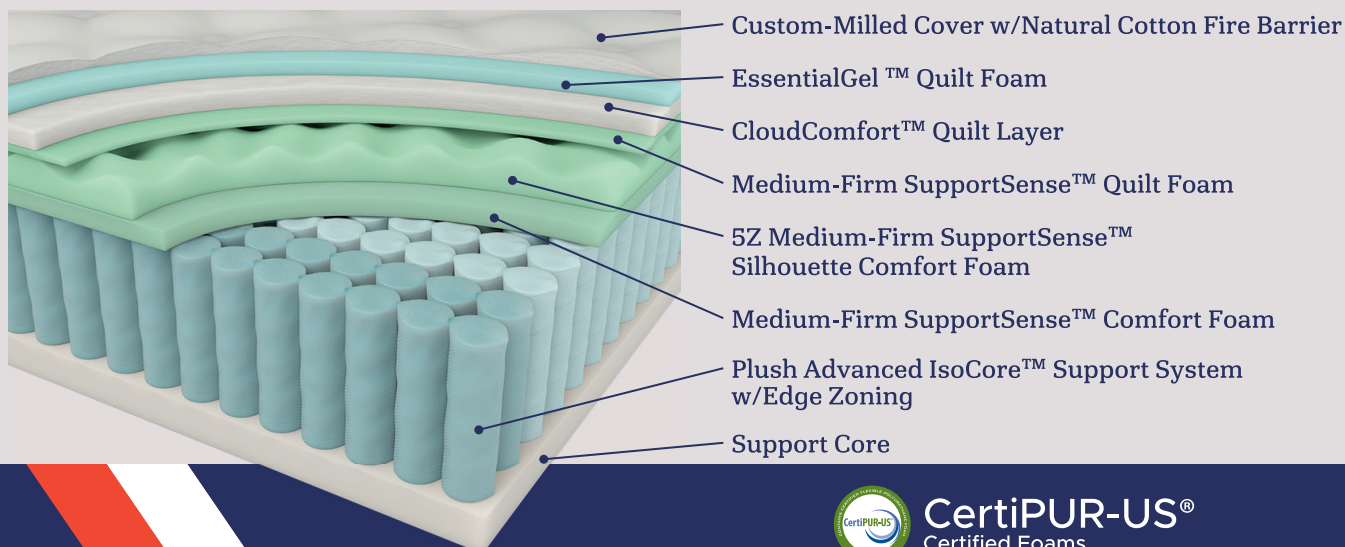 Custom-Milled Cover w/Natural Cotton Fire Barrier
EssentialGel ™ Quilt Foam
CloudComfort™ Quilt Layer
Medium-Firm SupportSense™ Quilt Foam
5Z Medium-Firm SupportSense™
Silhouette Comfort Foam
Medium-Firm SupportSense™ Comfort Foam
Plush Advanced IsoCore™ Support System
w/Edge Zoning
Support Core
CertiPUR-US®
CertiPUR-US®
Certified Foams